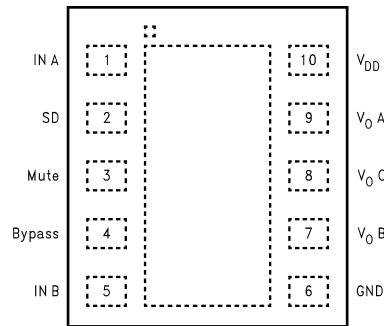 IN A 1 10 VDD
SD 2 9 VO A
Mute 3 8 VO C
Bypass 4 7 VO B
IN B 5 6 GND